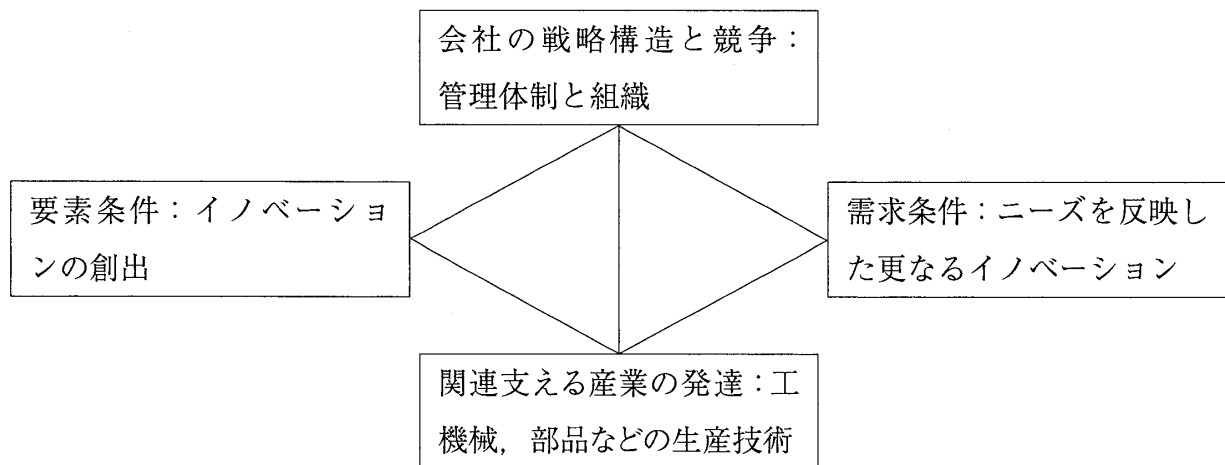 会社の戦略構造と競争：
管理体制と組織
要素条件：イノベーショ
ンの創出
需求条件：ニーズを反映し
た更なるイノベーション
関連支える産業の発達：工
機械，部品などの生産技術